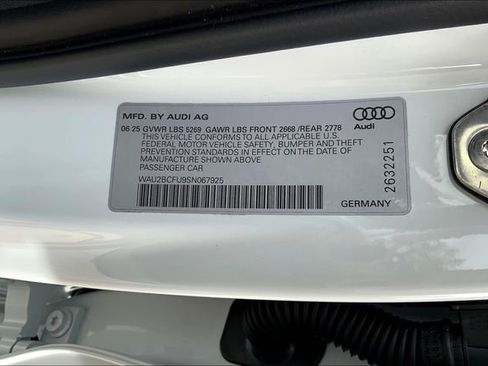 MFD. BY AUDI AG
06 25 GVWR LBS 5269 GAWR LBS FRONT 2668 /REAR 2778
THIS VEHICLE CONFORMS TO ALL APPLICABLE U.S.
FEDERAL MOTOR VEHICLE SAFETY, BUMPER AND THEFT
PREVENTION STANDARDS IN EFFECT ON THE DATE OF
MANUFACTURE SHOWN ABOVE
PASSENGER CAR
WAU2BCFU9SN067925
Audi
2632251
GERMANY